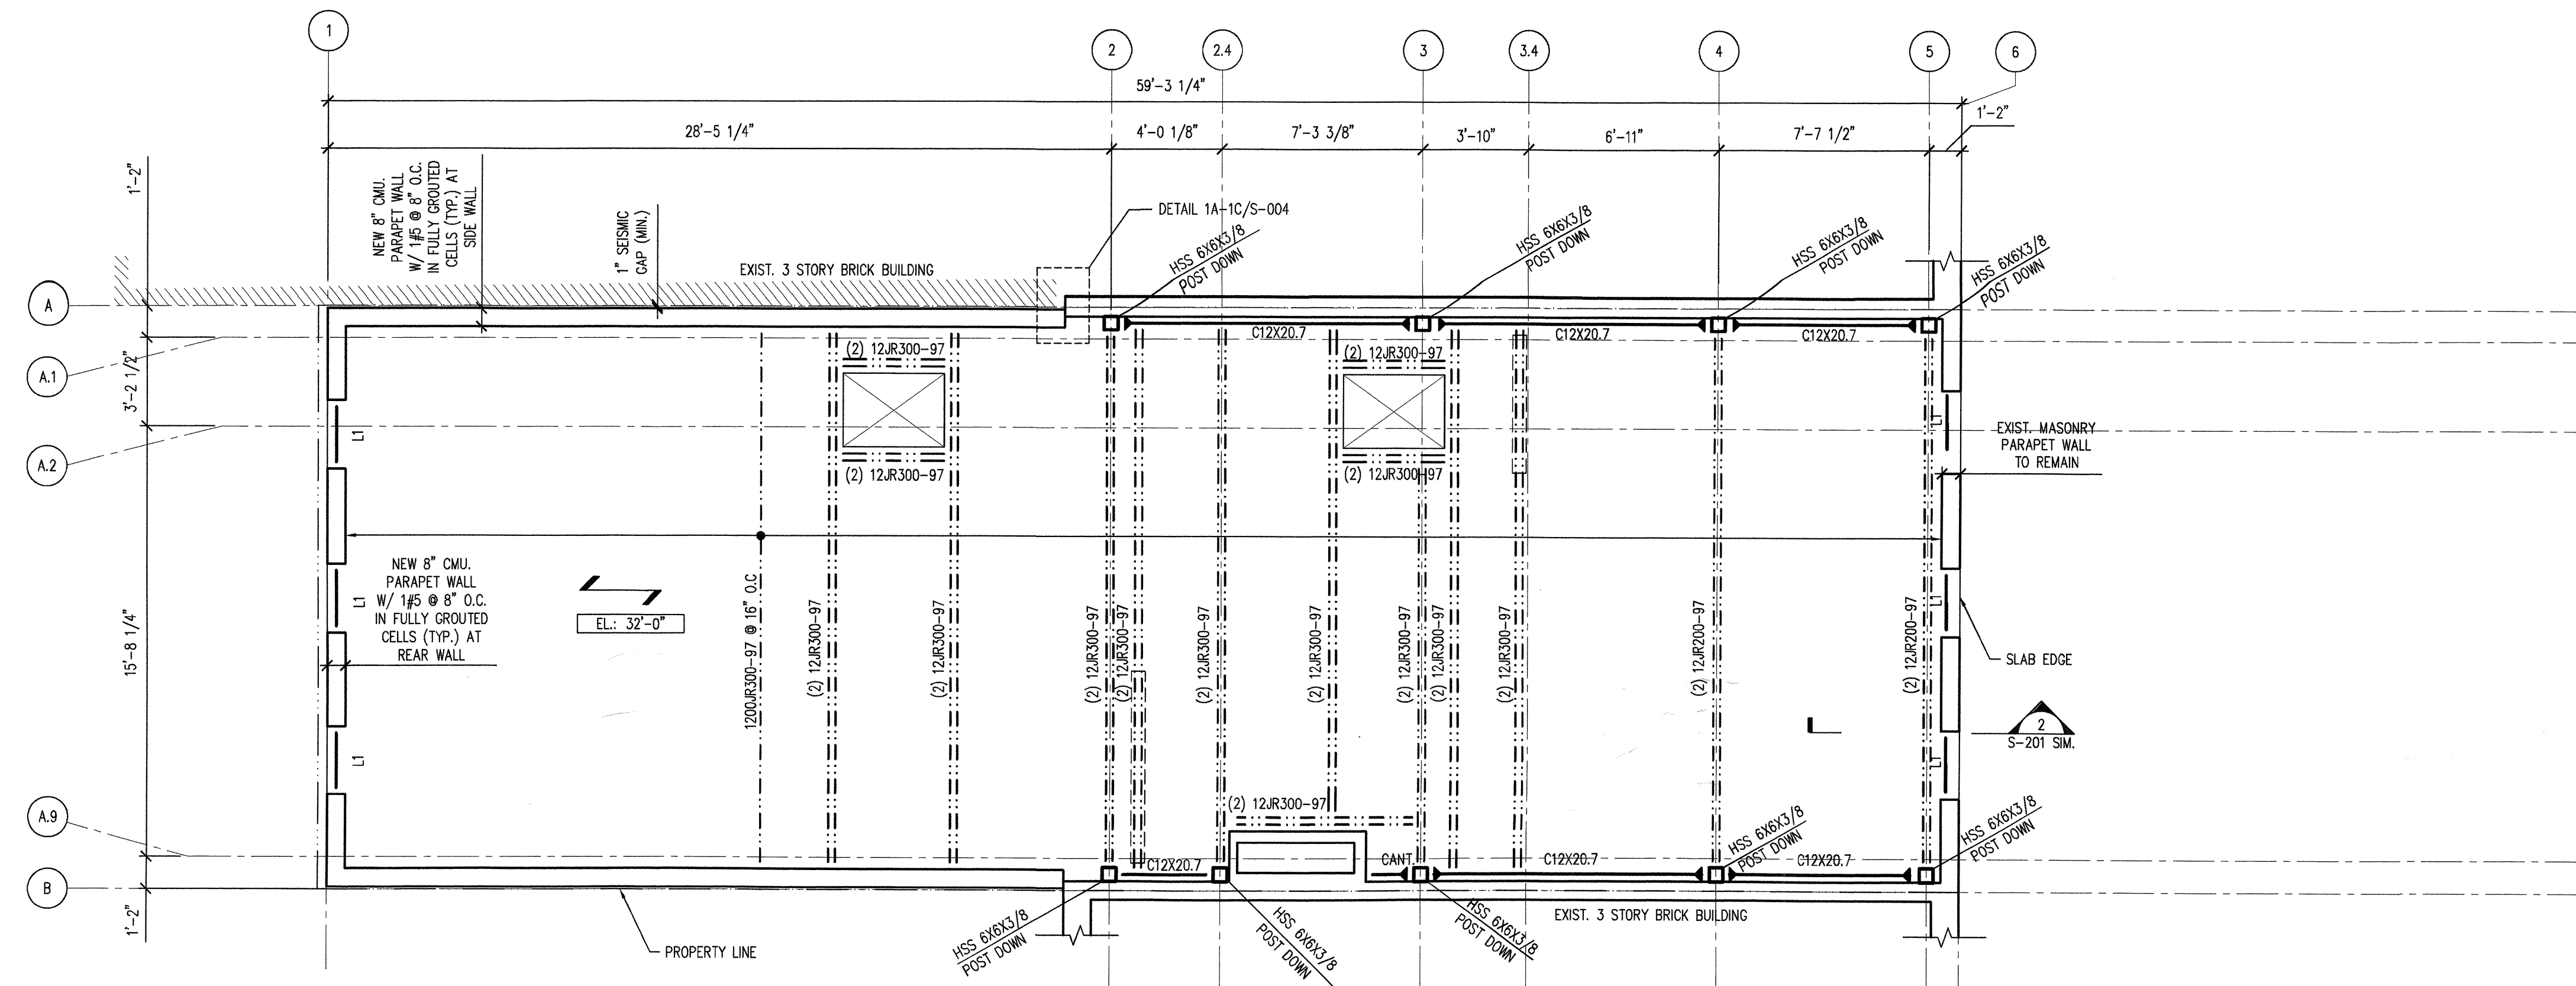 1
2
2.4
3
3.4
4
5
6
59'-3 1/4"
28'-5 1/4"
4'-0 1/8"
7'-3 3/8"
3'-10"
6'-11"
7'-7 1/2"
1'-2"
1'-2"
NEW 8" CMU.
PARAPET WALL
W/ 1#5 @ 8" O.C.
IN FULLY GROUTED
CELLS (TYP.) AT
SIDE WALL
1" SEISMIC
GAP (MIN.)
DETAIL 1A-1C/S-004
EXIST. 3 STORY BRICK BUILDING
HSS 6X6X3/8
POST DOWN
HSS 6X6X3/8
POST DOWN
HSS 6X6X3/8
POST DOWN
HSS 6X6X3/8
POST DOWN
A
A.1
A.2
A.9
B
3'-2 1/2"
15'-8 1/4"
1'-2"
C12X20.7
C12X20.7
C12X20.7
(2) 12JR300-97
(2) 12JR300-97
(2) 12JR300-97
(2) 12JR300-97
L1
L1
L1
L1
L1
L1
EXIST. MASONRY
PARAPET WALL
TO REMAIN
NEW 8" CMU.
PARAPET WALL
W/ 1#5 @ 8" O.C.
IN FULLY GROUTED
CELLS (TYP.) AT
REAR WALL
EL.: 32'-0"
1200JR300-97 @ 16" O.C
(2) 12JR300-97
(2) 12JR300-97
(2) 12JR300-97
(2) 12JR300-97
(2) 12JR300-97
(2) 12JR300-97
(2) 12JR300-97
(2) 12JR300-97
(2) 12JR300-97
(2) 12JR200-97
(2) 12JR200-97
SLAB EDGE
2
S-201 SIM.
(2) 12JR300-97
C12X20.7
CANT.
C12X20.7
C12X20.7
HSS 6X6X3/8
POST DOWN
HSS 6X6X3/8
POST DOWN
HSS 6X6X3/8
POST DOWN
HSS 6X6X3/8
POST DOWN
HSS 6X6X3/8
POST DOWN
EXIST. 3 STORY BRICK BUILDING
PROPERTY LINE